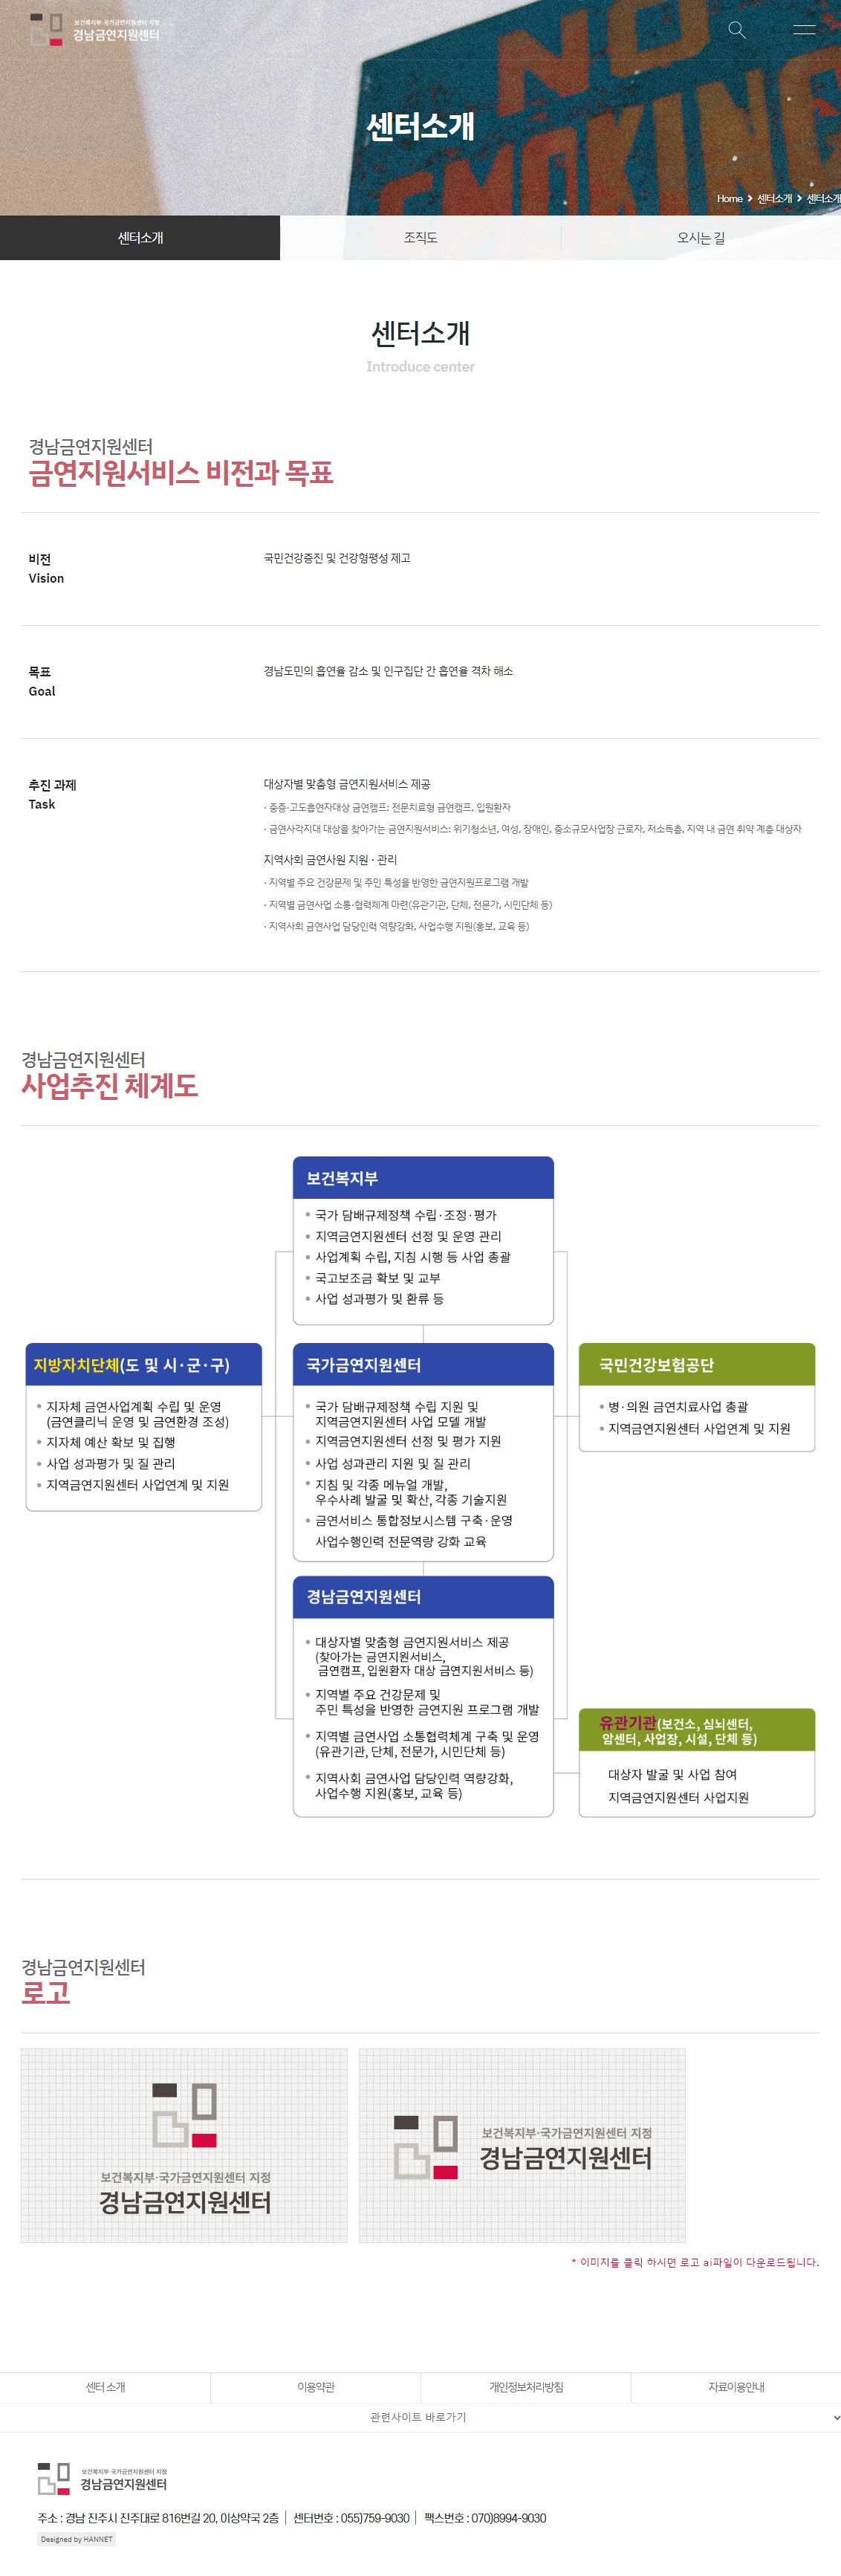 보건복지부·국가금연지원센터 지정
경남금연지원센터
NO
SMOKING
센터소개
Home > 센터소개 > 센터소개
센터소개
조직도
오시는 길
센터소개
Introduce center
경남금연지원센터
금연지원서비스 비전과 목표
비전
Vision
국민건강증진 및 건강형평성 제고
목표
Goal
경남도민의 흡연율 감소 및 인구집단 간 흡연율 격차 해소
추진 과제
Task
대상자별 맞춤형 금연지원서비스 제공
· 중증·고도흡연자대상 금연캠프: 전문치료형 금연캠프, 입원환자
· 금연사각지대 대상을 찾아가는 금연지원서비스: 위기청소년, 여성, 장애인, 중소규모사업장 근로자, 저소득층, 지역 내 금연 취약 계층 대상자
지역사회 금연사원 지원 · 관리
· 지역별 주요 건강문제 및 주민 특성을 반영한 금연지원프로그램 개발
· 지역별 금연사업 소통·협력체계 마련(유관기관, 단체, 전문가, 시민단체 등)
· 지역사회 금연사업 담당인력 역량강화, 사업수행 지원(홍보, 교육 등)
경남금연지원센터
사업추진 체계도
보건복지부
• 국가 담배규제정책 수립·조정·평가
• 지역금연지원센터 선정 및 운영 관리
• 사업계획 수립, 지침 시행 등 사업 총괄
• 국고보조금 확보 및 교부
• 사업 성과평가 및 환류 등
지방자치단체(도 및 시·군·구)
• 지자체 금연사업계획 수립 및 운영
(금연클리닉 운영 및 금연환경 조성)
• 지자체 예산 확보 및 집행
• 사업 성과평가 및 질 관리
• 지역금연지원센터 사업연계 및 지원
국가금연지원센터
• 국가 담배규제정책 수립 지원 및
지역금연지원센터 사업 모델 개발
• 지역금연지원센터 선정 및 평가 지원
• 사업 성과관리 지원 및 질 관리
• 지침 및 각종 메뉴얼 개발,
우수사례 발굴 및 확산, 각종 기술지원
• 금연서비스 통합정보시스템 구축·운영
사업수행인력 전문역량 강화 교육
국민건강보험공단
• 병·의원 금연치료사업 총괄
• 지역금연지원센터 사업연계 및 지원
경남금연지원센터
• 대상자별 맞춤형 금연지원서비스 제공
(찾아가는 금연지원서비스,
금연캠프, 입원환자 대상 금연지원서비스 등)
• 지역별 주요 건강문제 및
주민 특성을 반영한 금연지원 프로그램 개발
• 지역별 금연사업 소통협력체계 구축 및 운영
(유관기관, 단체, 전문가, 시민단체 등)
• 지역사회 금연사업 담당인력 역량강화,
사업수행 지원(홍보, 교육 등)
유관기관(보건소, 심뇌센터,
암센터, 사업장, 시설, 단체 등)
대상자 발굴 및 사업 참여
지역금연지원센터 사업지원
경남금연지원센터
로고
보건복지부·국가금연지원센터 지정
경남금연지원센터
보건복지부·국가금연지원센터 지정
경남금연지원센터
* 이미지를 클릭 하시면 로고 ai파일이 다운로드됩니다.
센터 소개
이용약관
개인정보처리방침
자료이용안내
관련사이트 바로가기
보건복지부·국가금연지원센터 지정
경남금연지원센터
주소 : 경남 진주시 진주대로 816번길 20, 이상약국 2층 | 센터번호 : 055)759-9030 | 팩스번호 : 070)8994-9030
Designed by HANNET